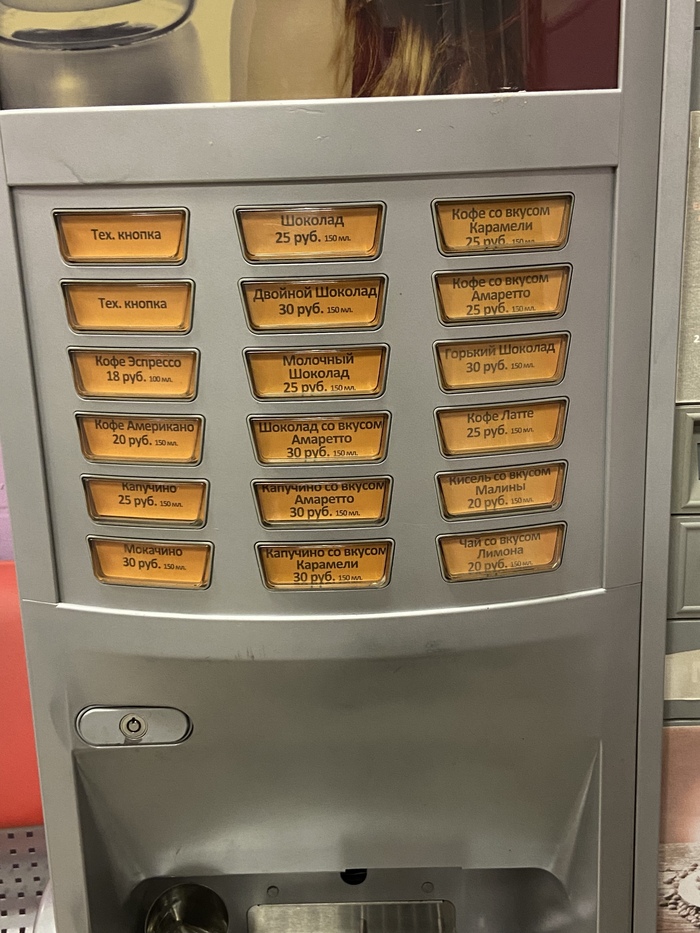 Тех. кнопка
Тех. кнопка
Кофе Эспрессо
18 руб. 100 мл.
Кофе Американо
20 руб. 150 мл.
Капучино
25 руб. 150 мл.
Мокачино
30 руб. 150 мл.
Шоколад
25 руб. 150 мл.
Двойной Шоколад
30 руб. 150 мл.
Молочный
Шоколад
25 руб. 150 мл.
Шоколад со вкусом
Амаретто
30 руб. 150 мл.
Капучино со вкусом
Амаретто
30 руб. 150 мл.
Капучино со вкусом
Карамели
30 руб. 150 мл.
Кофе со вкусом
Карамели
25 руб. 150 мл.
Кофе со вкусом
Амаретто
25 руб. 150 мл.
Горький Шоколад
30 руб. 150 мл.
Кофе Латте
25 руб. 150 мл.
Кисель со вкусом
Малины
20 руб. 150 мл.
Чай со вкусом
Лимона
20 руб. 150 мл.